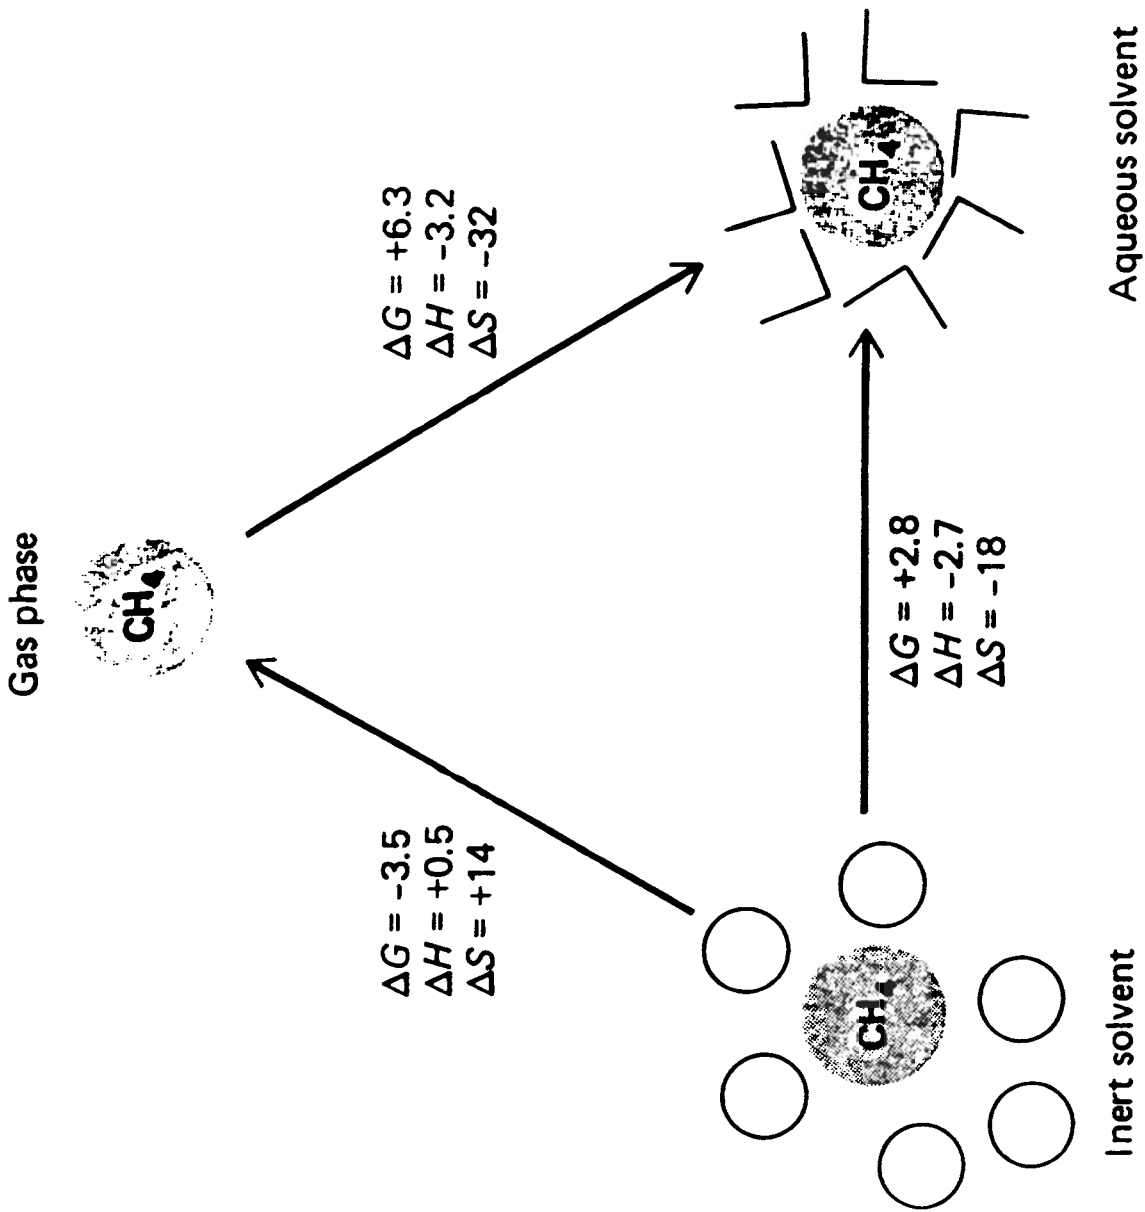 Gas phase
CH₄
ΔG = −3.5
ΔH = +0.5
ΔS = +14
ΔG = +6.3
ΔH = −3.2
ΔS = −32
CH₄
CH₄
ΔG = +2.8
ΔH = −2.7
ΔS = −18
Inert solvent
Aqueous solvent